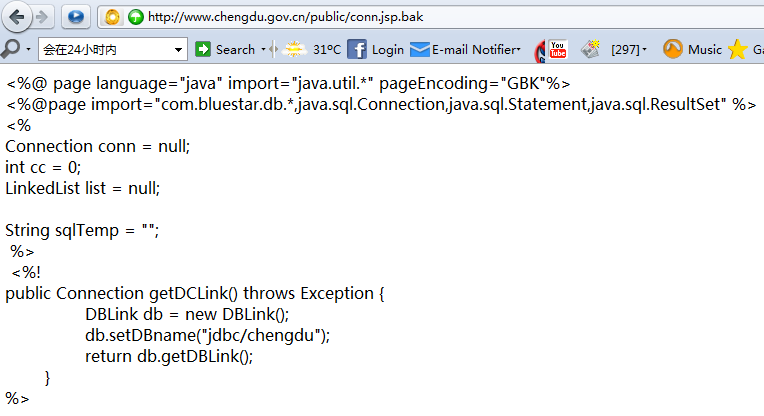 http://www.chengdu.gov.cn/public/conn.jsp.bak
会在24小时内 Search 31°C Login E-mail Notifier You Tube [297] Music Ga
<%@ page language="java" import="java.util.*" pageEncoding="GBK"%>
<%@page import="com.bluestar.db.*,java.sql.Connection,java.sql.Statement,java.sql.ResultSet" %>
<%
Connection conn = null;
int cc = 0;
LinkedList list = null;
String sqlTemp = "";
%>
<%!
public Connection getDCLink() throws Exception {
DBLink db = new DBLink();
db.setDBname("jdbc/chengdu");
return db.getDBLink();
}
%>